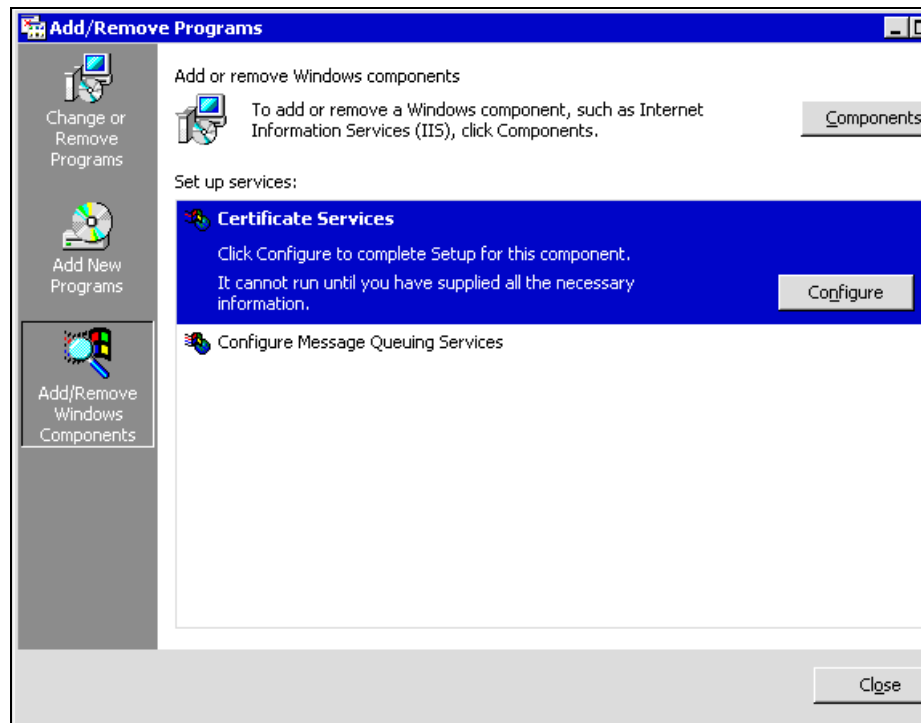 Add/Remove Programs
Change or
Remove
Programs
Add New
Programs
Add/Remove
Windows
Components
Add or remove Windows components
To add or remove a Windows component, such as Internet
Information Services (IIS), click Components.
Components
Set up services:
Certificate Services
Click Configure to complete Setup for this component.
It cannot run until you have supplied all the necessary
information.
Configure
Configure Message Queuing Services
Close